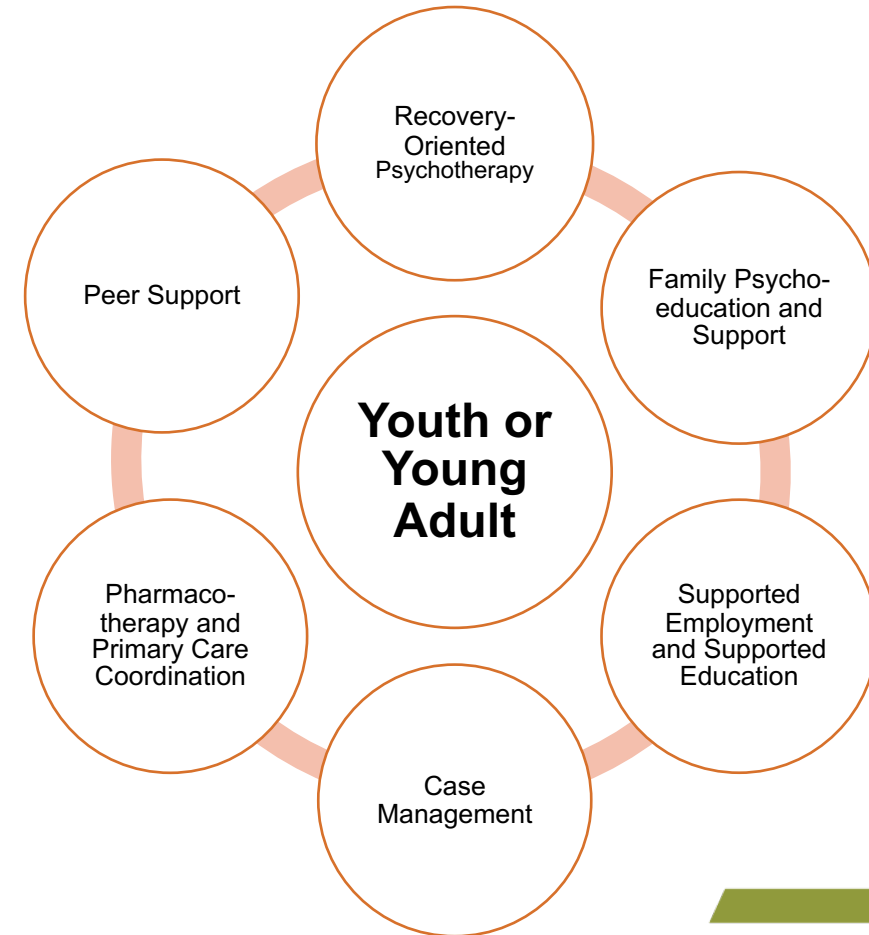 Recovery-
Oriented
Psychotherapy
Family Psycho-
education and
Support
Supported
Employment
and Supported
Education
Case
Management
Pharmaco-
therapy and
Primary Care
Coordination
Peer Support
Youth or
Young
Adult